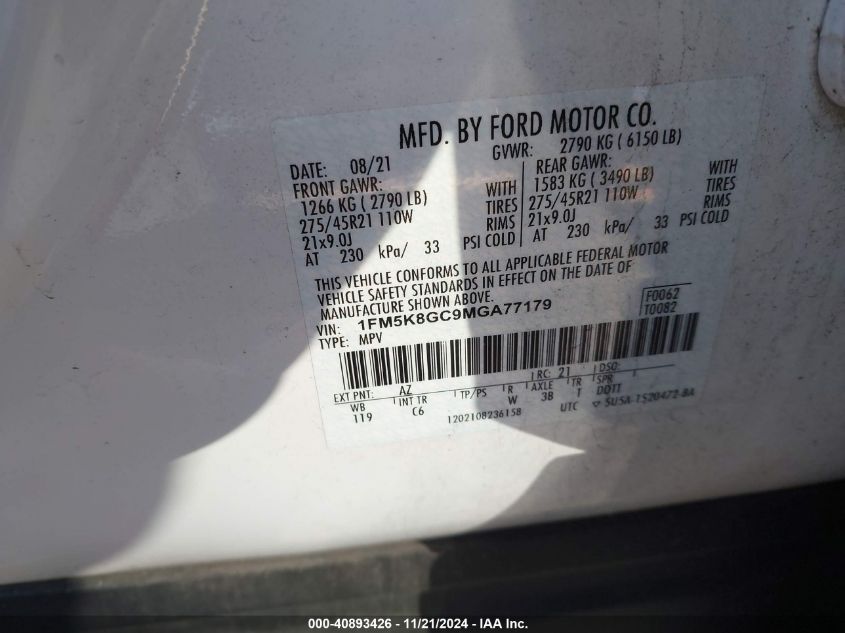 MFD. BY FORD MOTOR CO.
DATE: 08/21 GVWR: 2790 KG ( 6150 LB)
FRONT GAWR: REAR GAWR:
1266 KG ( 2790 LB) WITH 1583 KG ( 3490 LB) WITH
275/45R21 110W TIRES 275/45R21 110W TIRES
21x9.0J RIMS 21x9.0J RIMS
AT 230 kPa/ 33 PSI COLD AT 230 kPa/ 33 PSI COLD
THIS VEHICLE CONFORMS TO ALL APPLICABLE FEDERAL MOTOR
VEHICLE SAFETY STANDARDS IN EFFECT ON THE DATE OF
MANUFACTURE SHOWN ABOVE.
VIN: 1FM5K8GC9MGA77179 F0062
TYPE: MPV T0082
EXT PNT: AZ RC: 21 DSO:
WB INT TR TP/PS R AXLE TR SPR
119 C6 W 3B T DOTT
1202108236158 UTC ▽ 5U5A-1520472-BA
000-40893426 - 11/21/2024 - IAA Inc.